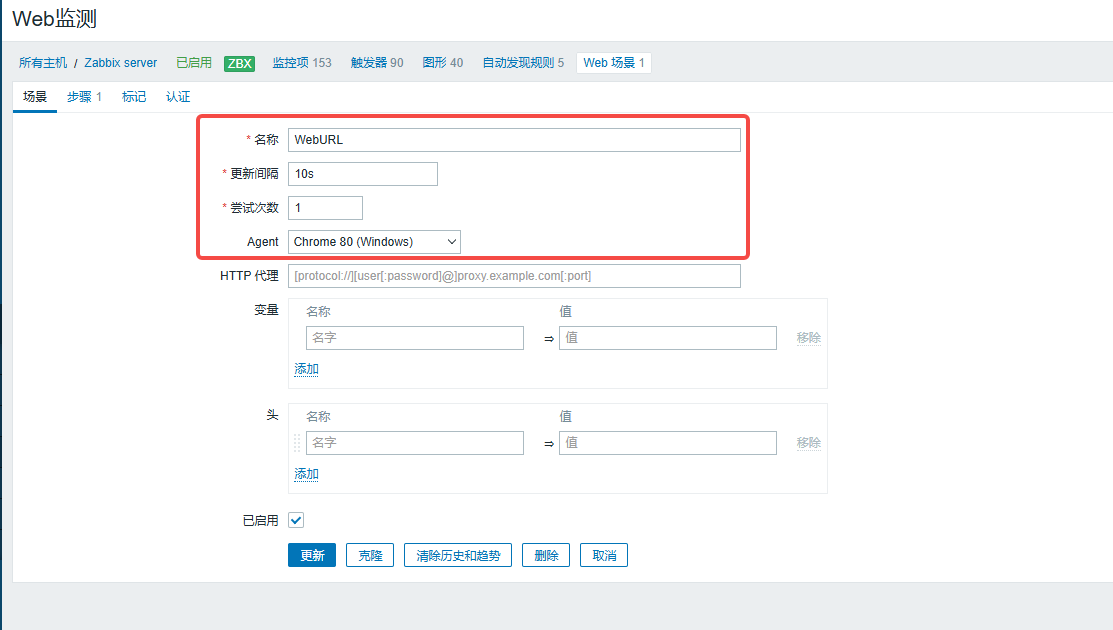 Web监测
所有主机 / Zabbix server 已启用 ZBX 监控项 153 触发器 90 图形 40 自动发现规则 5 Web 场景 1
场景 步骤 1 标记 认证
* 名称 WebURL
* 更新间隔 10s
* 尝试次数 1
Agent Chrome 80 (Windows)
HTTP 代理 [protocol://][user[:password]@]proxy.example.com[:port]
变量 名称 值
名字 ⇒ 值 移除
添加
头 名称 值
名字 ⇒ 值 移除
添加
已启用
更新 克隆 清除历史和趋势 删除 取消